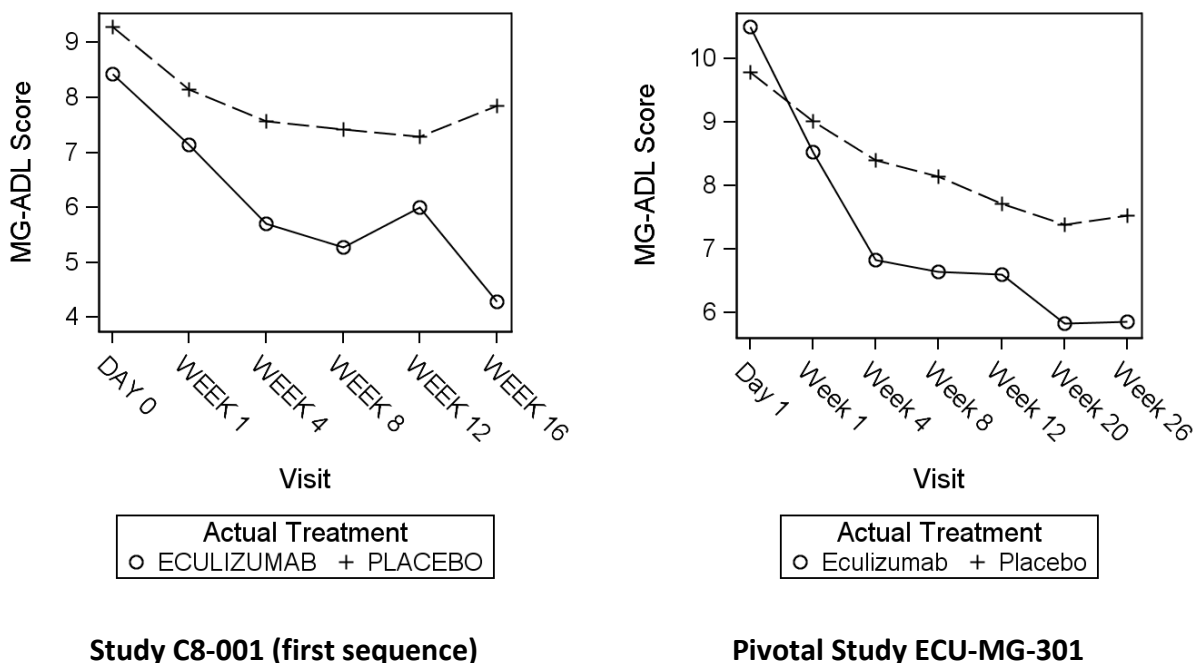 MG-ADL Score
9
8
7
6
5
4
DAY 0
WEEK 1
WEEK 4
WEEK 8
WEEK 12
WEEK 16
Visit
Actual Treatment
ECULIZUMAB + PLACEBO
Study C8-001 (first sequence)
MG-ADL Score
10
9
8
7
6
Day 1
Week 1
Week 4
Week 8
Week 12
Week 20
Week 26
Visit
Actual Treatment
Eculizumab + Placebo
Pivotal Study ECU-MG-301